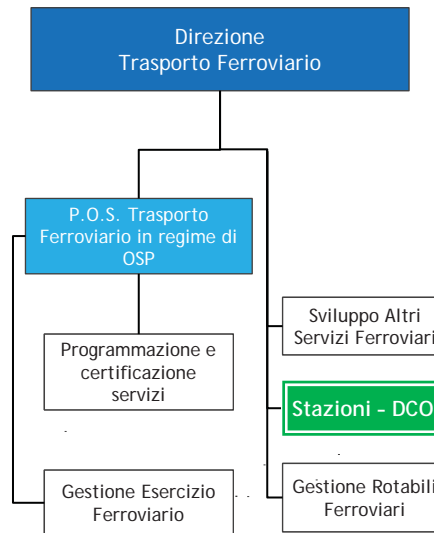 Direzione
Trasporto Ferroviario
P.O.S. Trasporto
Ferroviario in regime di
OSP
Programmazione e
certificazione
servizi
Gestione Esercizio
Ferroviario
Sviluppo Altri
Servizi Ferroviari
Stazioni – DCO
Gestione Rotabili
Ferroviari